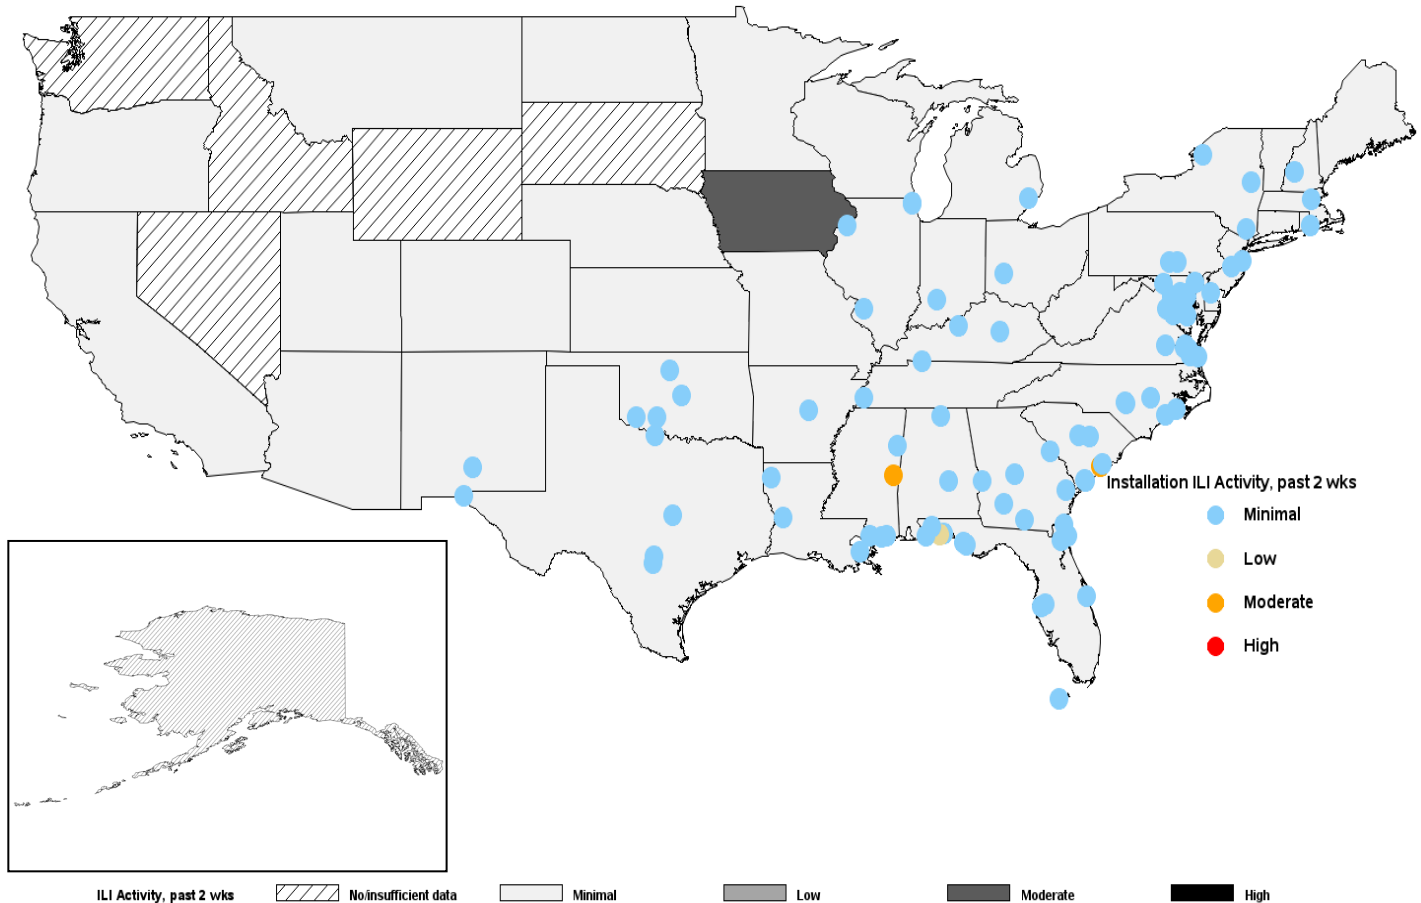 Installation ILI Activity, past 2 wks
Minimal
Low
Moderate
High
ILI Activity, past 2 wks No/insufficient data Minimal Low Moderate High